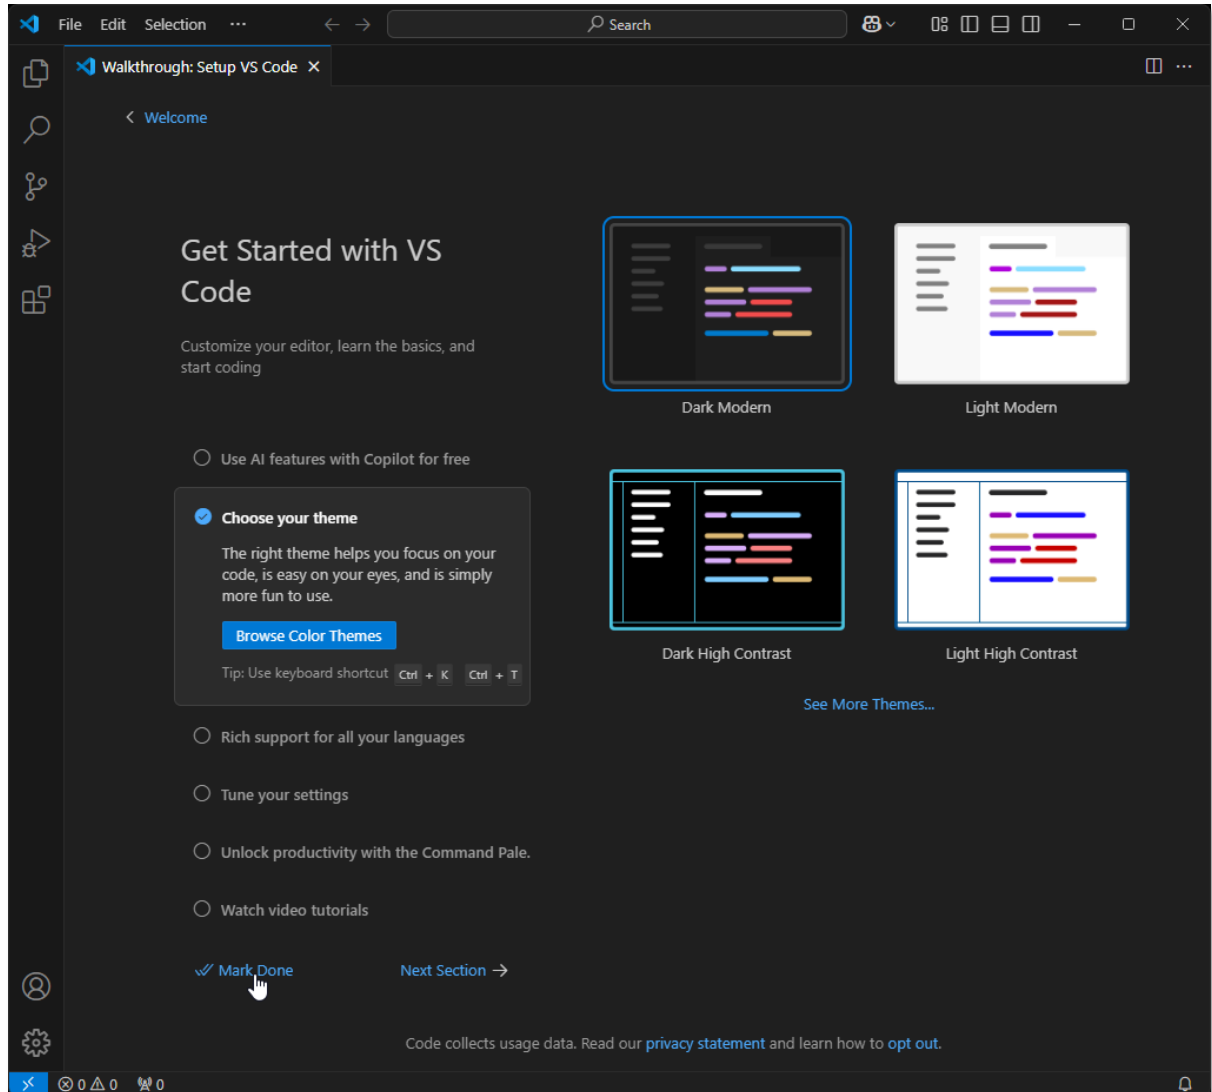 File Edit Selection ··· Search
Walkthrough: Setup VS Code
Welcome
Get Started with VS
Code
Customize your editor, learn the basics, and
start coding
Use AI features with Copilot for free
Choose your theme
The right theme helps you focus on your
code, is easy on your eyes, and is simply
more fun to use.
Browse Color Themes
Tip: Use keyboard shortcut Ctrl + K Ctrl + T
Rich support for all your languages
Tune your settings
Unlock productivity with the Command Pale.
Watch video tutorials
Mark Done Next Section →
Dark Modern Light Modern
Dark High Contrast Light High Contrast
See More Themes...
Code collects usage data. Read our privacy statement and learn how to opt out.
0 0 0